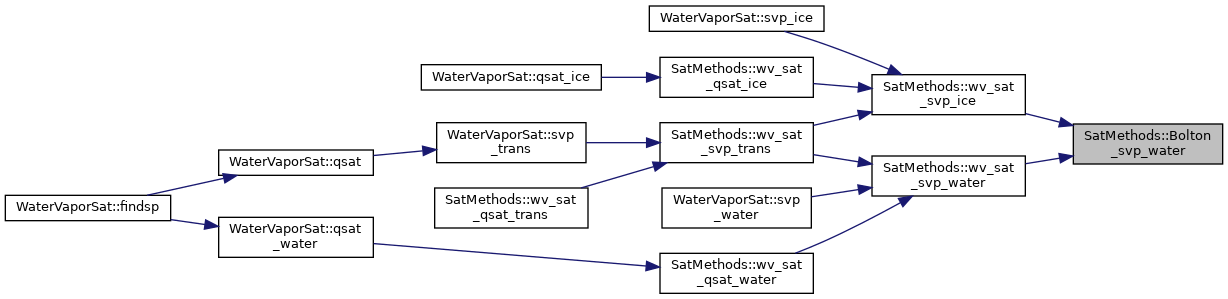 WaterVaporSat::svp_ice
WaterVaporSat::qsat_ice
SatMethods::wv_sat
_qsat_ice
SatMethods::wv_sat
_svp_ice
SatMethods::Bolton
_svp_water
WaterVaporSat::svp
_trans
SatMethods::wv_sat
_svp_trans
WaterVaporSat::qsat
SatMethods::wv_sat
_svp_water
WaterVaporSat::findsp
SatMethods::wv_sat
_qsat_trans
WaterVaporSat::svp
_water
WaterVaporSat::qsat
_water
SatMethods::wv_sat
_qsat_water